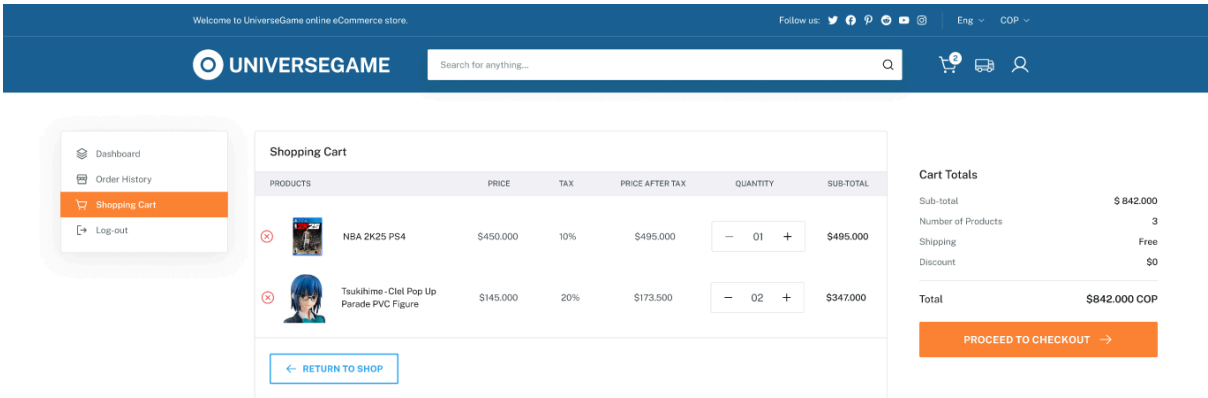 Welcome to UniverseGame online eCommerce store.
Follow us:
Eng
COP
UNIVERSEGAME
Search for anything...
2
Dashboard
Order History
Shopping Cart
Log-out
Shopping Cart
PRODUCTS PRICE TAX PRICE AFTER TAX QUANTITY SUB-TOTAL
NBA 2K25 PS4 $450.000 10% $495.000 — 01 + $495.000
Tsukihime - Clel Pop Up
Parade PVC Figure
$145.000 20% $173.500 — 02 + $347.000
← RETURN TO SHOP
Cart Totals
Sub-total $ 842.000
Number of Products 3
Shipping Free
Discount $0
Total $842.000 COP
PROCEED TO CHECKOUT →